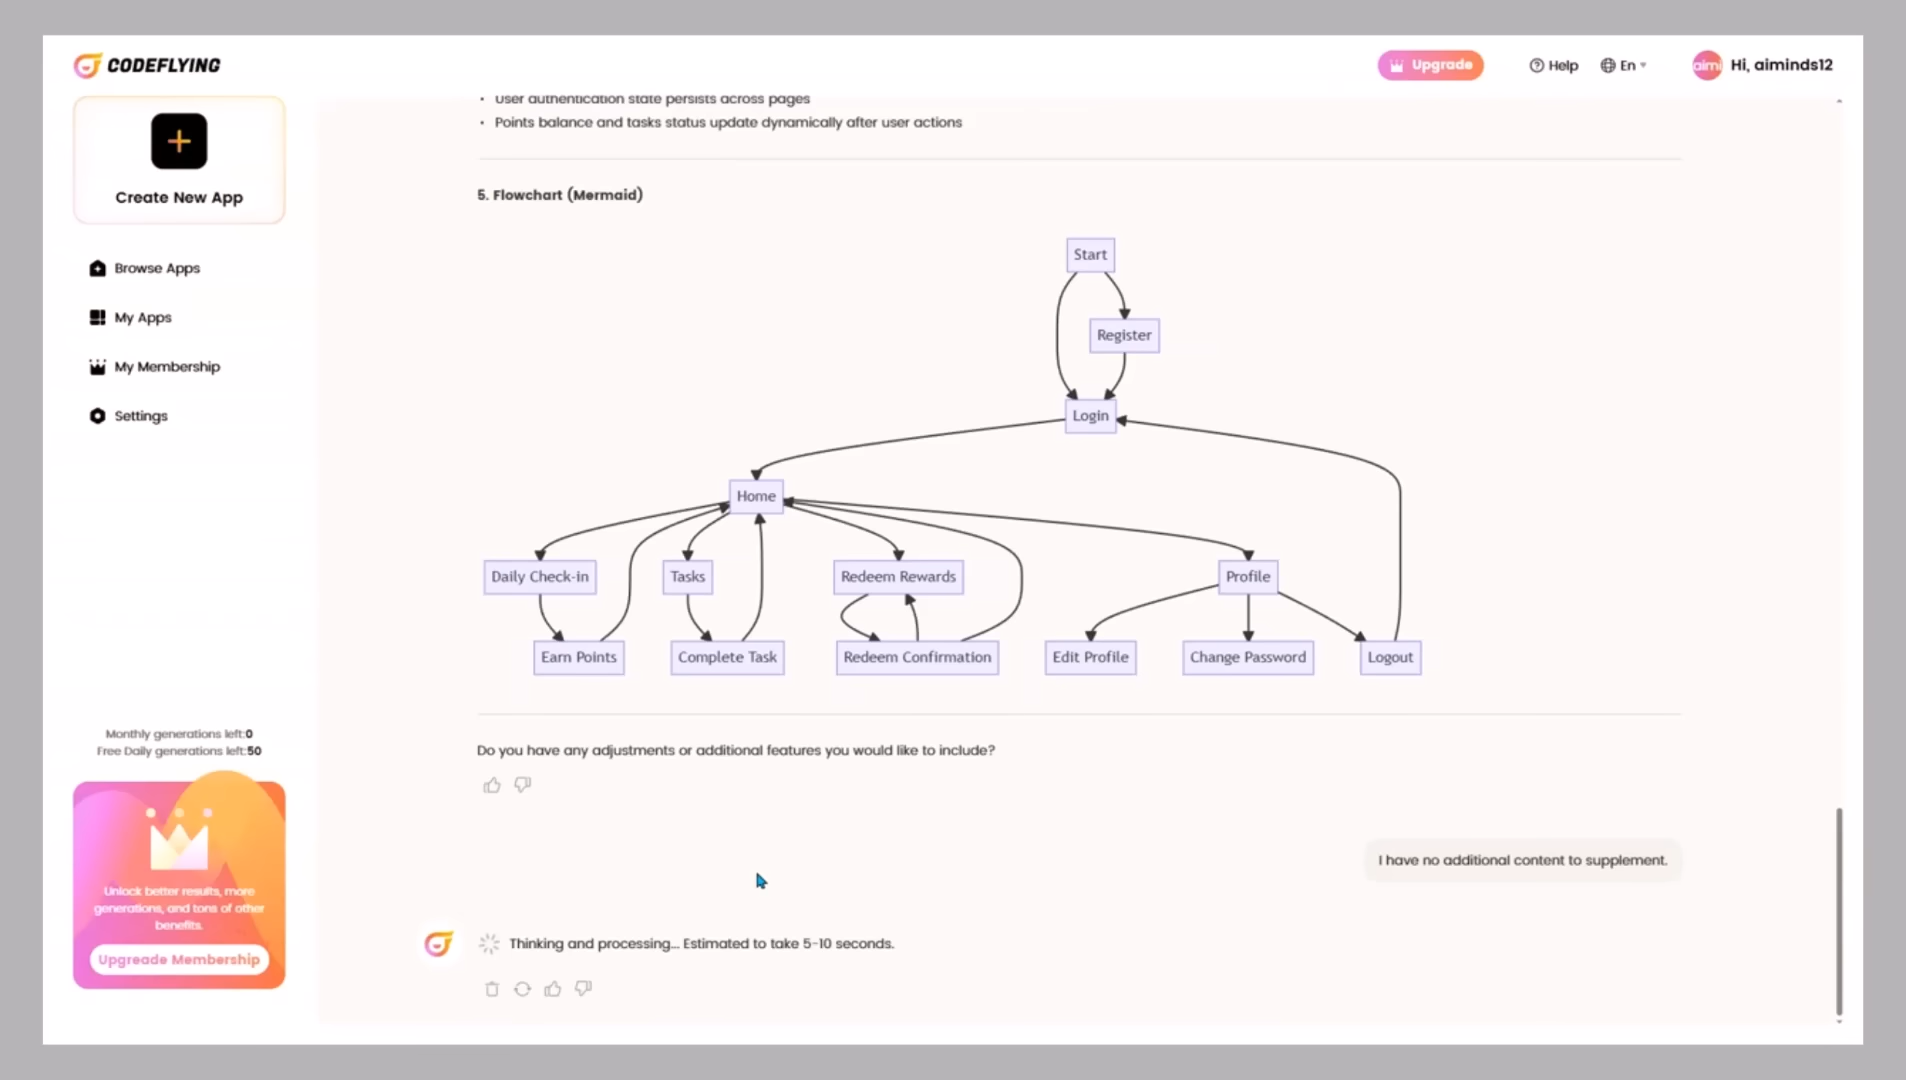 CODEFLYING
Upgrade
Help
En
aimi
Hi, aiminds12
Create New App
Browse Apps
My Apps
My Membership
Settings
Monthly generations left:0
Free Daily generations left:50
Unlock better results, more
generations, and tons of other
benefits.
Upgreade Membership
• User authentication state persists across pages
• Points balance and tasks status update dynamically after user actions
5. Flowchart (Mermaid)
Start
Register
Login
Home
Daily Check-in
Tasks
Redeem Rewards
Profile
Earn Points
Complete Task
Redeem Confirmation
Edit Profile
Change Password
Logout
Do you have any adjustments or additional features you would like to include?
I have no additional content to supplement.
Thinking and processing... Estimated to take 5-10 seconds.